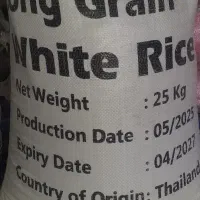 ong Grain
White Rice
Net Weight : 25 Kg
Production Date : 05/2025
Expiry Date : 04/2027
Country of Origin: Thailand